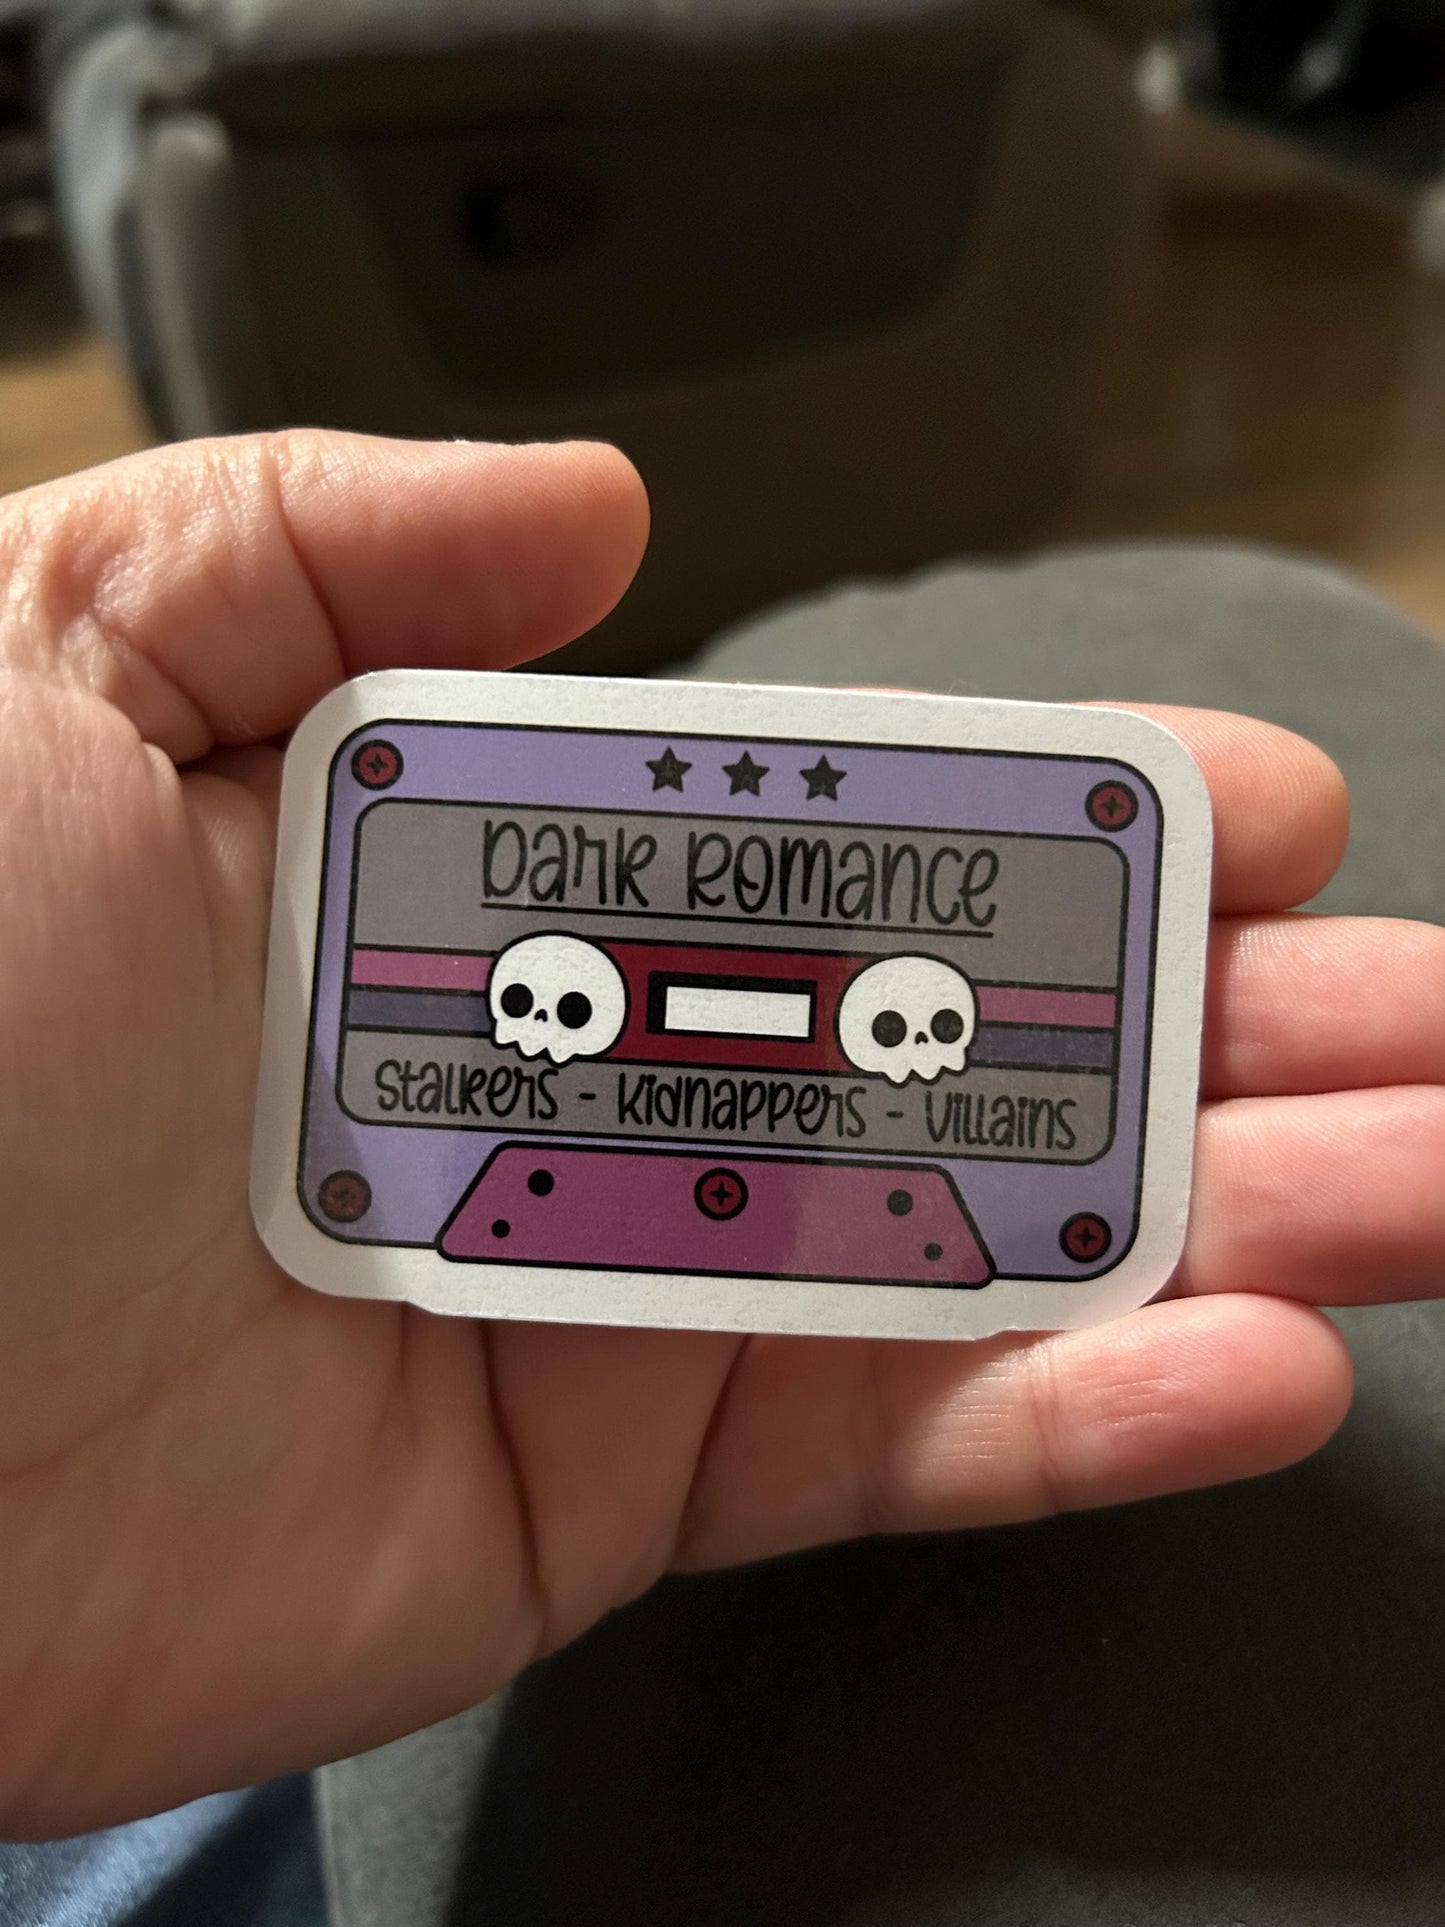 Dark Romance
Stalkers - Kidnappers - Villains